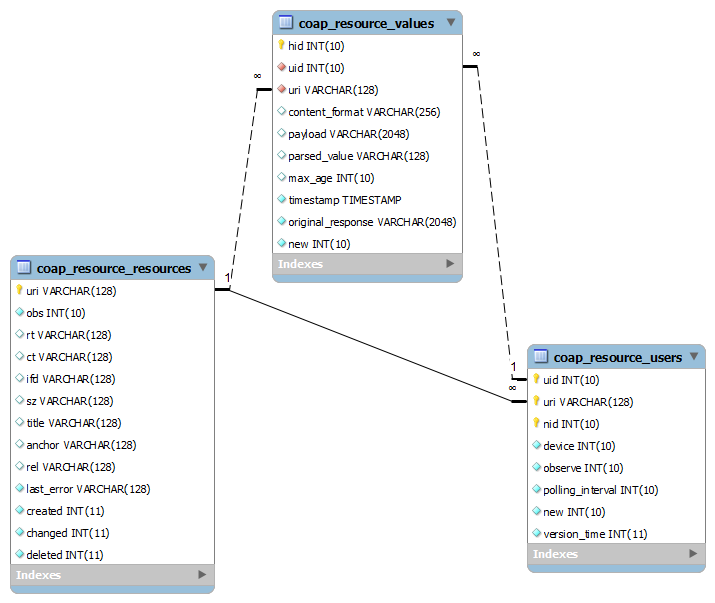 coap_resource_values
hid INT(10)
uid INT(10)
uri VARCHAR(128)
content_format VARCHAR(256)
payload VARCHAR(2048)
parsed_value VARCHAR(128)
max_age INT(10)
timestamp TIMESTAMP
original_response VARCHAR(2048)
new INT(10)
Indexes
∞
∞
coap_resource_resources
uri VARCHAR(128)
obs INT(10)
rt VARCHAR(128)
ct VARCHAR(128)
ifd VARCHAR(128)
sz VARCHAR(128)
title VARCHAR(128)
anchor VARCHAR(128)
rel VARCHAR(128)
last_error VARCHAR(128)
created INT(11)
changed INT(11)
deleted INT(11)
Indexes
1
1
∞
coap_resource_users
uid INT(10)
uri VARCHAR(128)
nid INT(10)
device INT(10)
observe INT(10)
polling_interval INT(10)
new INT(10)
version_time INT(11)
Indexes